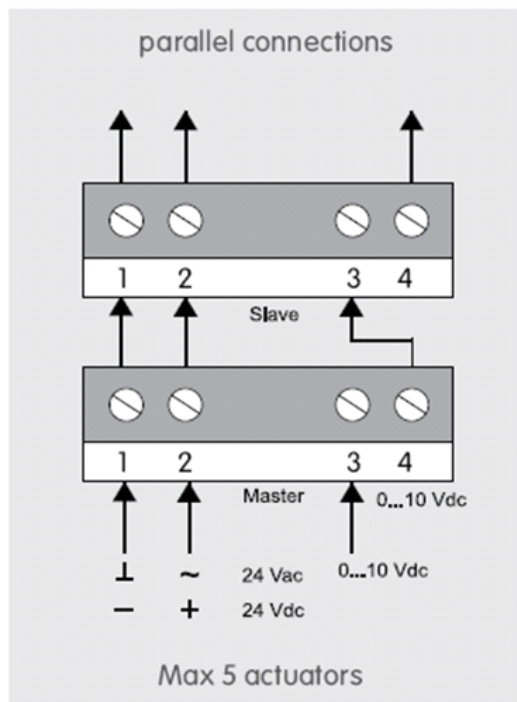 parallel connections
1 2 3 4
Slave
1 2 3 4
Master
0...10 Vdc
⊥ ~ 24 Vac 0...10 Vdc
− + 24 Vdc
Max 5 actuators